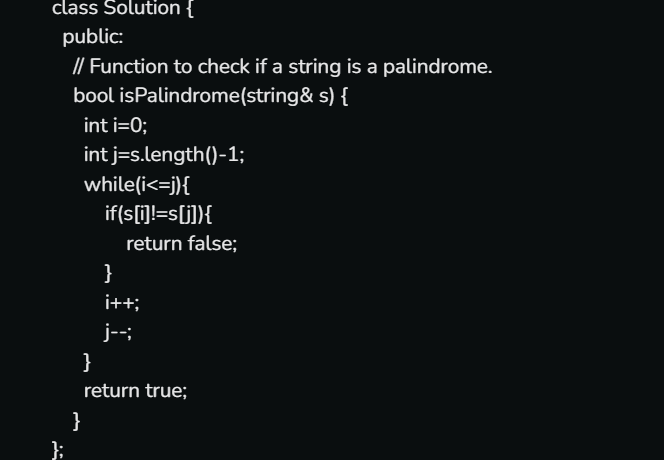 class Solution {
public:
// Function to check if a string is a palindrome.
bool isPalindrome(string& s) {
int i=0;
int j=s.length()-1;
while(i<=j){
if(s[i]!=s[j]){
return false;
}
i++;
j--;
}
return true;
}
};